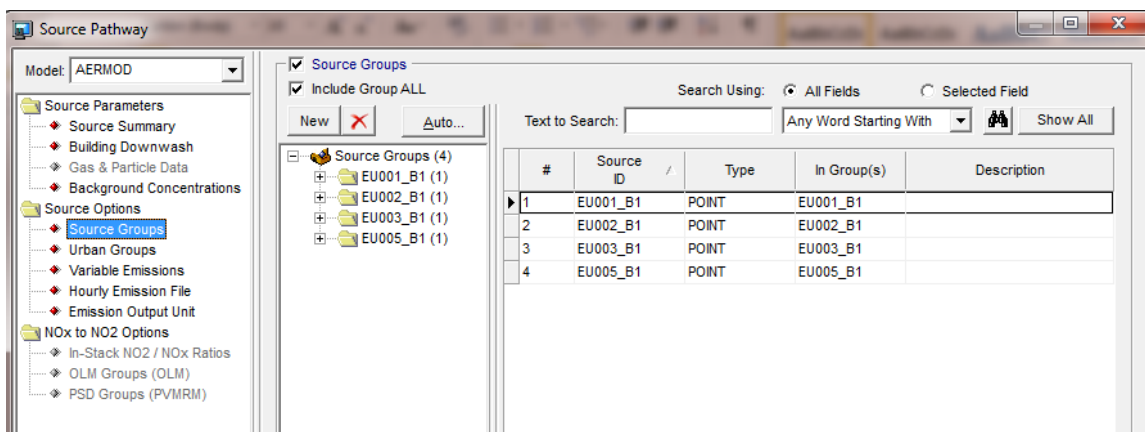 Source Pathway
Model: AERMOD
Source Parameters
Source Summary
Building Downwash
Gas & Particle Data
Background Concentrations
Source Options
Source Groups
Urban Groups
Variable Emissions
Hourly Emission File
Emission Output Unit
NOx to NO2 Options
In-Stack NO2 / NOx Ratios
OLM Groups (OLM)
PSD Groups (PVMRM)
Source Groups
Include Group ALL
Search Using: All Fields Selected Field
New Auto...
Text to Search: Any Word Starting With Show All
Source Groups (4)
EU001_B1 (1)
EU002_B1 (1)
EU003_B1 (1)
EU005_B1 (1)
# Source ID Type In Group(s) Description
1 EU001_B1 POINT EU001_B1
2 EU002_B1 POINT EU002_B1
3 EU003_B1 POINT EU003_B1
4 EU005_B1 POINT EU005_B1